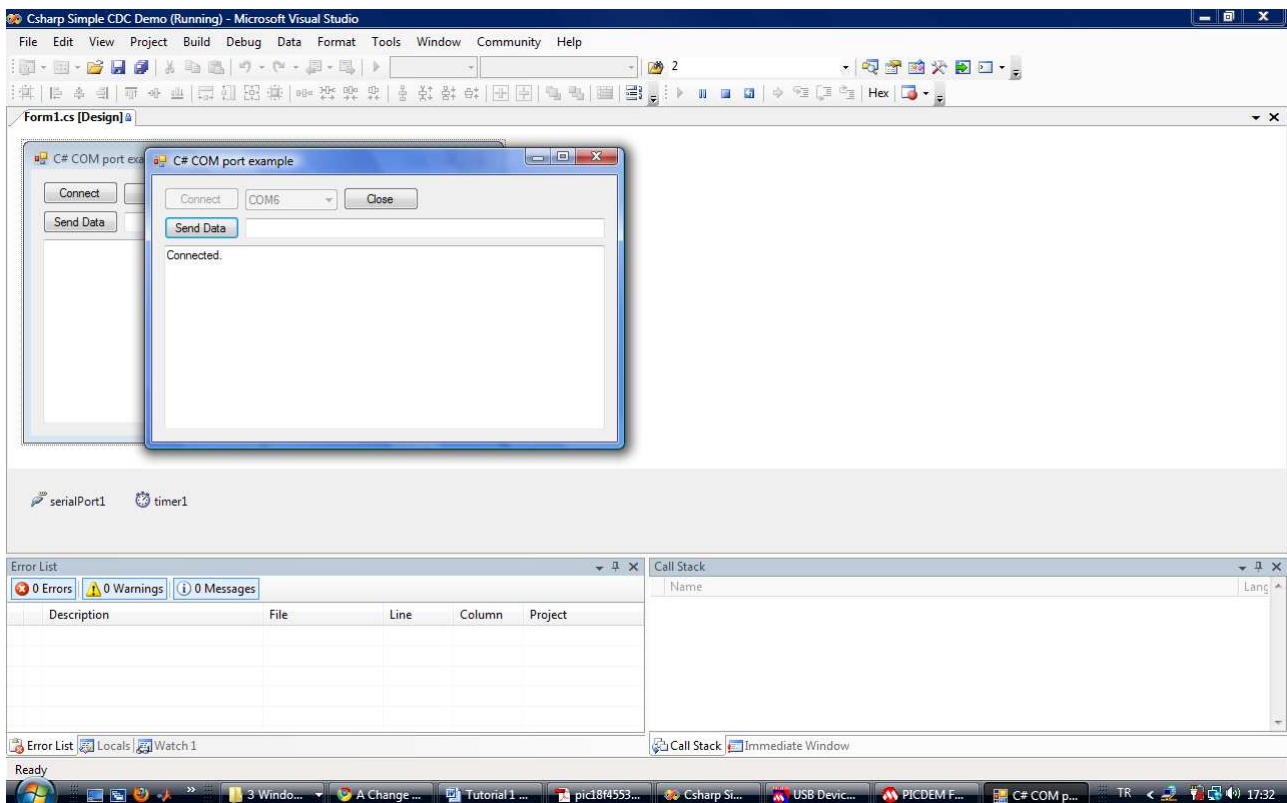 Csharp Simple CDC Demo (Running) - Microsoft Visual Studio
File Edit View Project Build Debug Data Format Tools Window Community Help
2
Hex
Form1.cs [Design]
C# COM port exa
Connect
Send Data
C# COM port example
Connect COM6 Close
Send Data
Connected.
serialPort1 timer1
Error List
0 Errors 0 Warnings 0 Messages
Description File Line Column Project
Call Stack
Name Lang
Error List Locals Watch 1
Call Stack Immediate Window
Ready
3 Windo... A Change ... Tutorial 1 ... pic18f4553... Csharp Si... USB Devic... PICDEM F... C# COM p... TR 17:32